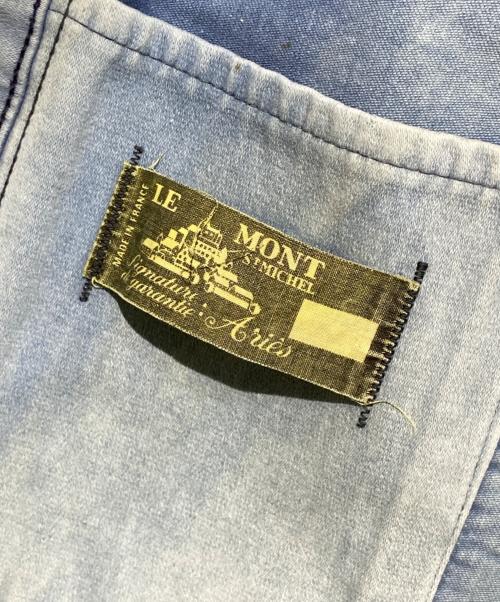 MADE IN FRANCE
LE
MONT
ST MICHEL
Signature
garantie : Ariès